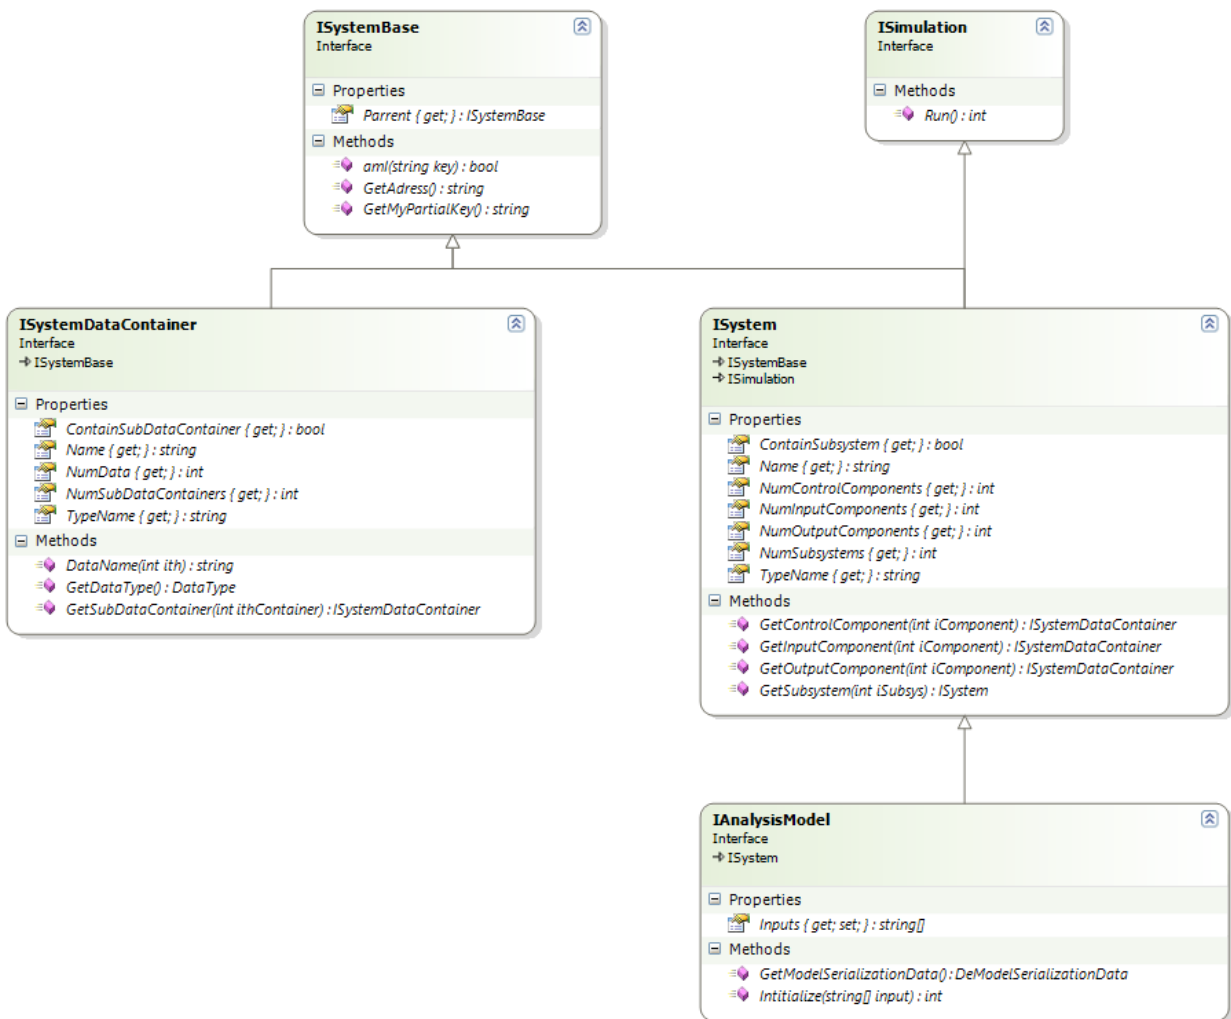 ISystemBase
Interface
Properties
Parrent { get; } : ISystemBase
Methods
amI(string key) : bool
GetAdress() : string
GetMyPartialKey() : string
ISimulation
Interface
Methods
Run() : int
ISystemDataContainer
Interface
ISystemBase
Properties
ContainSubDataContainer { get; } : bool
Name { get; } : string
NumData { get; } : int
NumSubDataContainers { get; } : int
TypeName { get; } : string
Methods
DataName(int ith) : string
GetDataType() : DataType
GetSubDataContainer(int ithContainer) : ISystemDataContainer
ISystem
Interface
ISystemBase
ISimulation
Properties
ContainSubsystem { get; } : bool
Name { get; } : string
NumControlComponents { get; } : int
NumInputComponents { get; } : int
NumOutputComponents { get; } : int
NumSubsystems { get; } : int
TypeName { get; } : string
Methods
GetControlComponent(int iComponent) : ISystemDataContainer
GetInputComponent(int iComponent) : ISystemDataContainer
GetOutputComponent(int iComponent) : ISystemDataContainer
GetSubsystem(int iSubsys) : ISystem
IAnalysisModel
Interface
ISystem
Properties
Inputs { get; set; } : string[]
Methods
GetModelSerializationData() : DeModelSerializationData
Intitialize(string[] input) : int